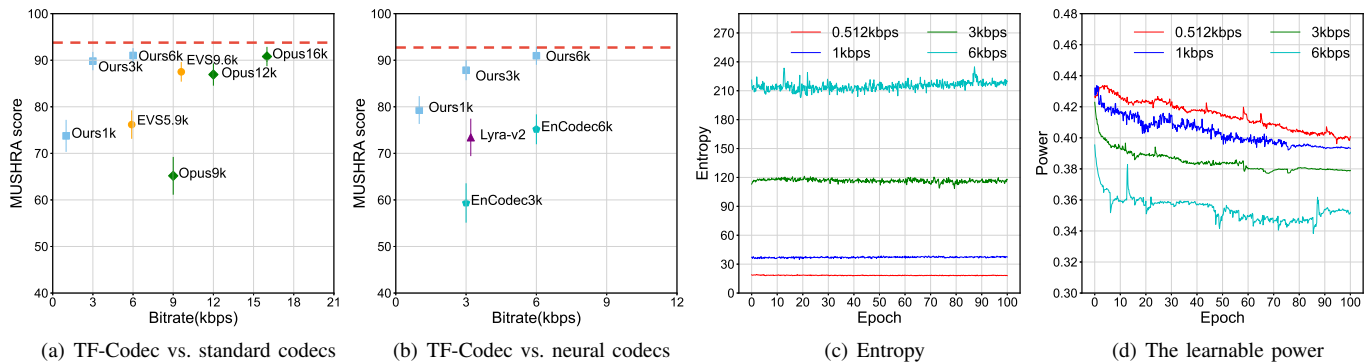 MUSHRA score
100
90
80
70
60
50
40
Ours1k
Ours3k
Ours6k
EVS5.9k
EVS9.6k
Opus9k
Opus12k
Opus16k
0 3 6 9 12 15 18 21
Bitrate(kbps)
(a) TF-Codec vs. standard codecs
MUSHRA score
100
90
80
70
60
50
40
Ours1k
Ours3k
Ours6k
Lyra-v2
EnCodec6k
EnCodec3k
0 3 6 9 12
Bitrate(kbps)
(b) TF-Codec vs. neural codecs
Entropy
270
240
210
180
150
120
90
60
30
0
0.512kbps 3kbps
1kbps 6kbps
0 10 20 30 40 50 60 70 80 90 100
Epoch
(c) Entropy
Power
0.48
0.46
0.44
0.42
0.40
0.38
0.36
0.34
0.32
0.30
0.512kbps 3kbps
1kbps 6kbps
0 10 20 30 40 50 60 70 80 90 100
Epoch
(d) The learnable power